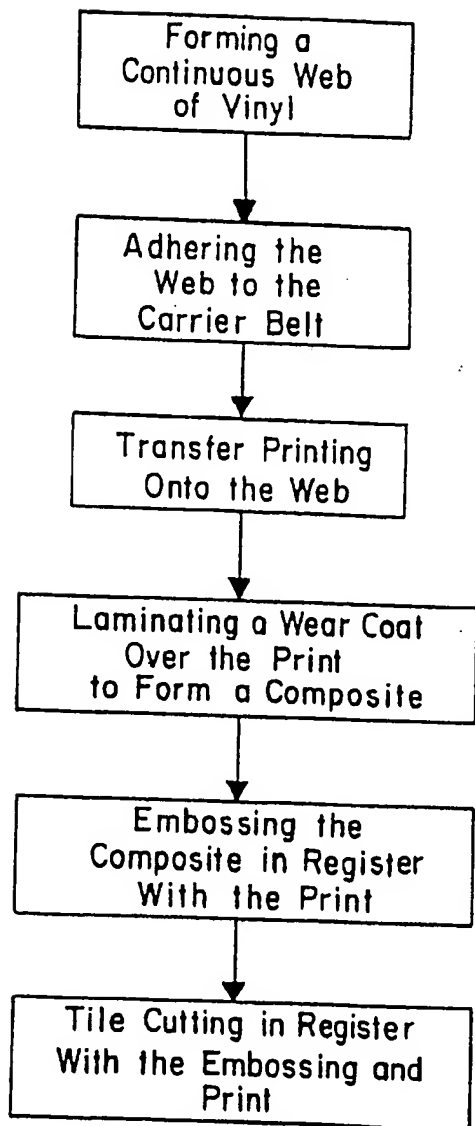 Forming a
Continuous Web
of Vinyl
Adhering the
Web to the
Carrier Belt
Transfer Printing
Onto the Web
Laminating a Wear Coat
Over the Print
to Form a Composite
Embossing the
Composite in Register
With the Print
Tile Cutting in Register
With the Embossing and
Print